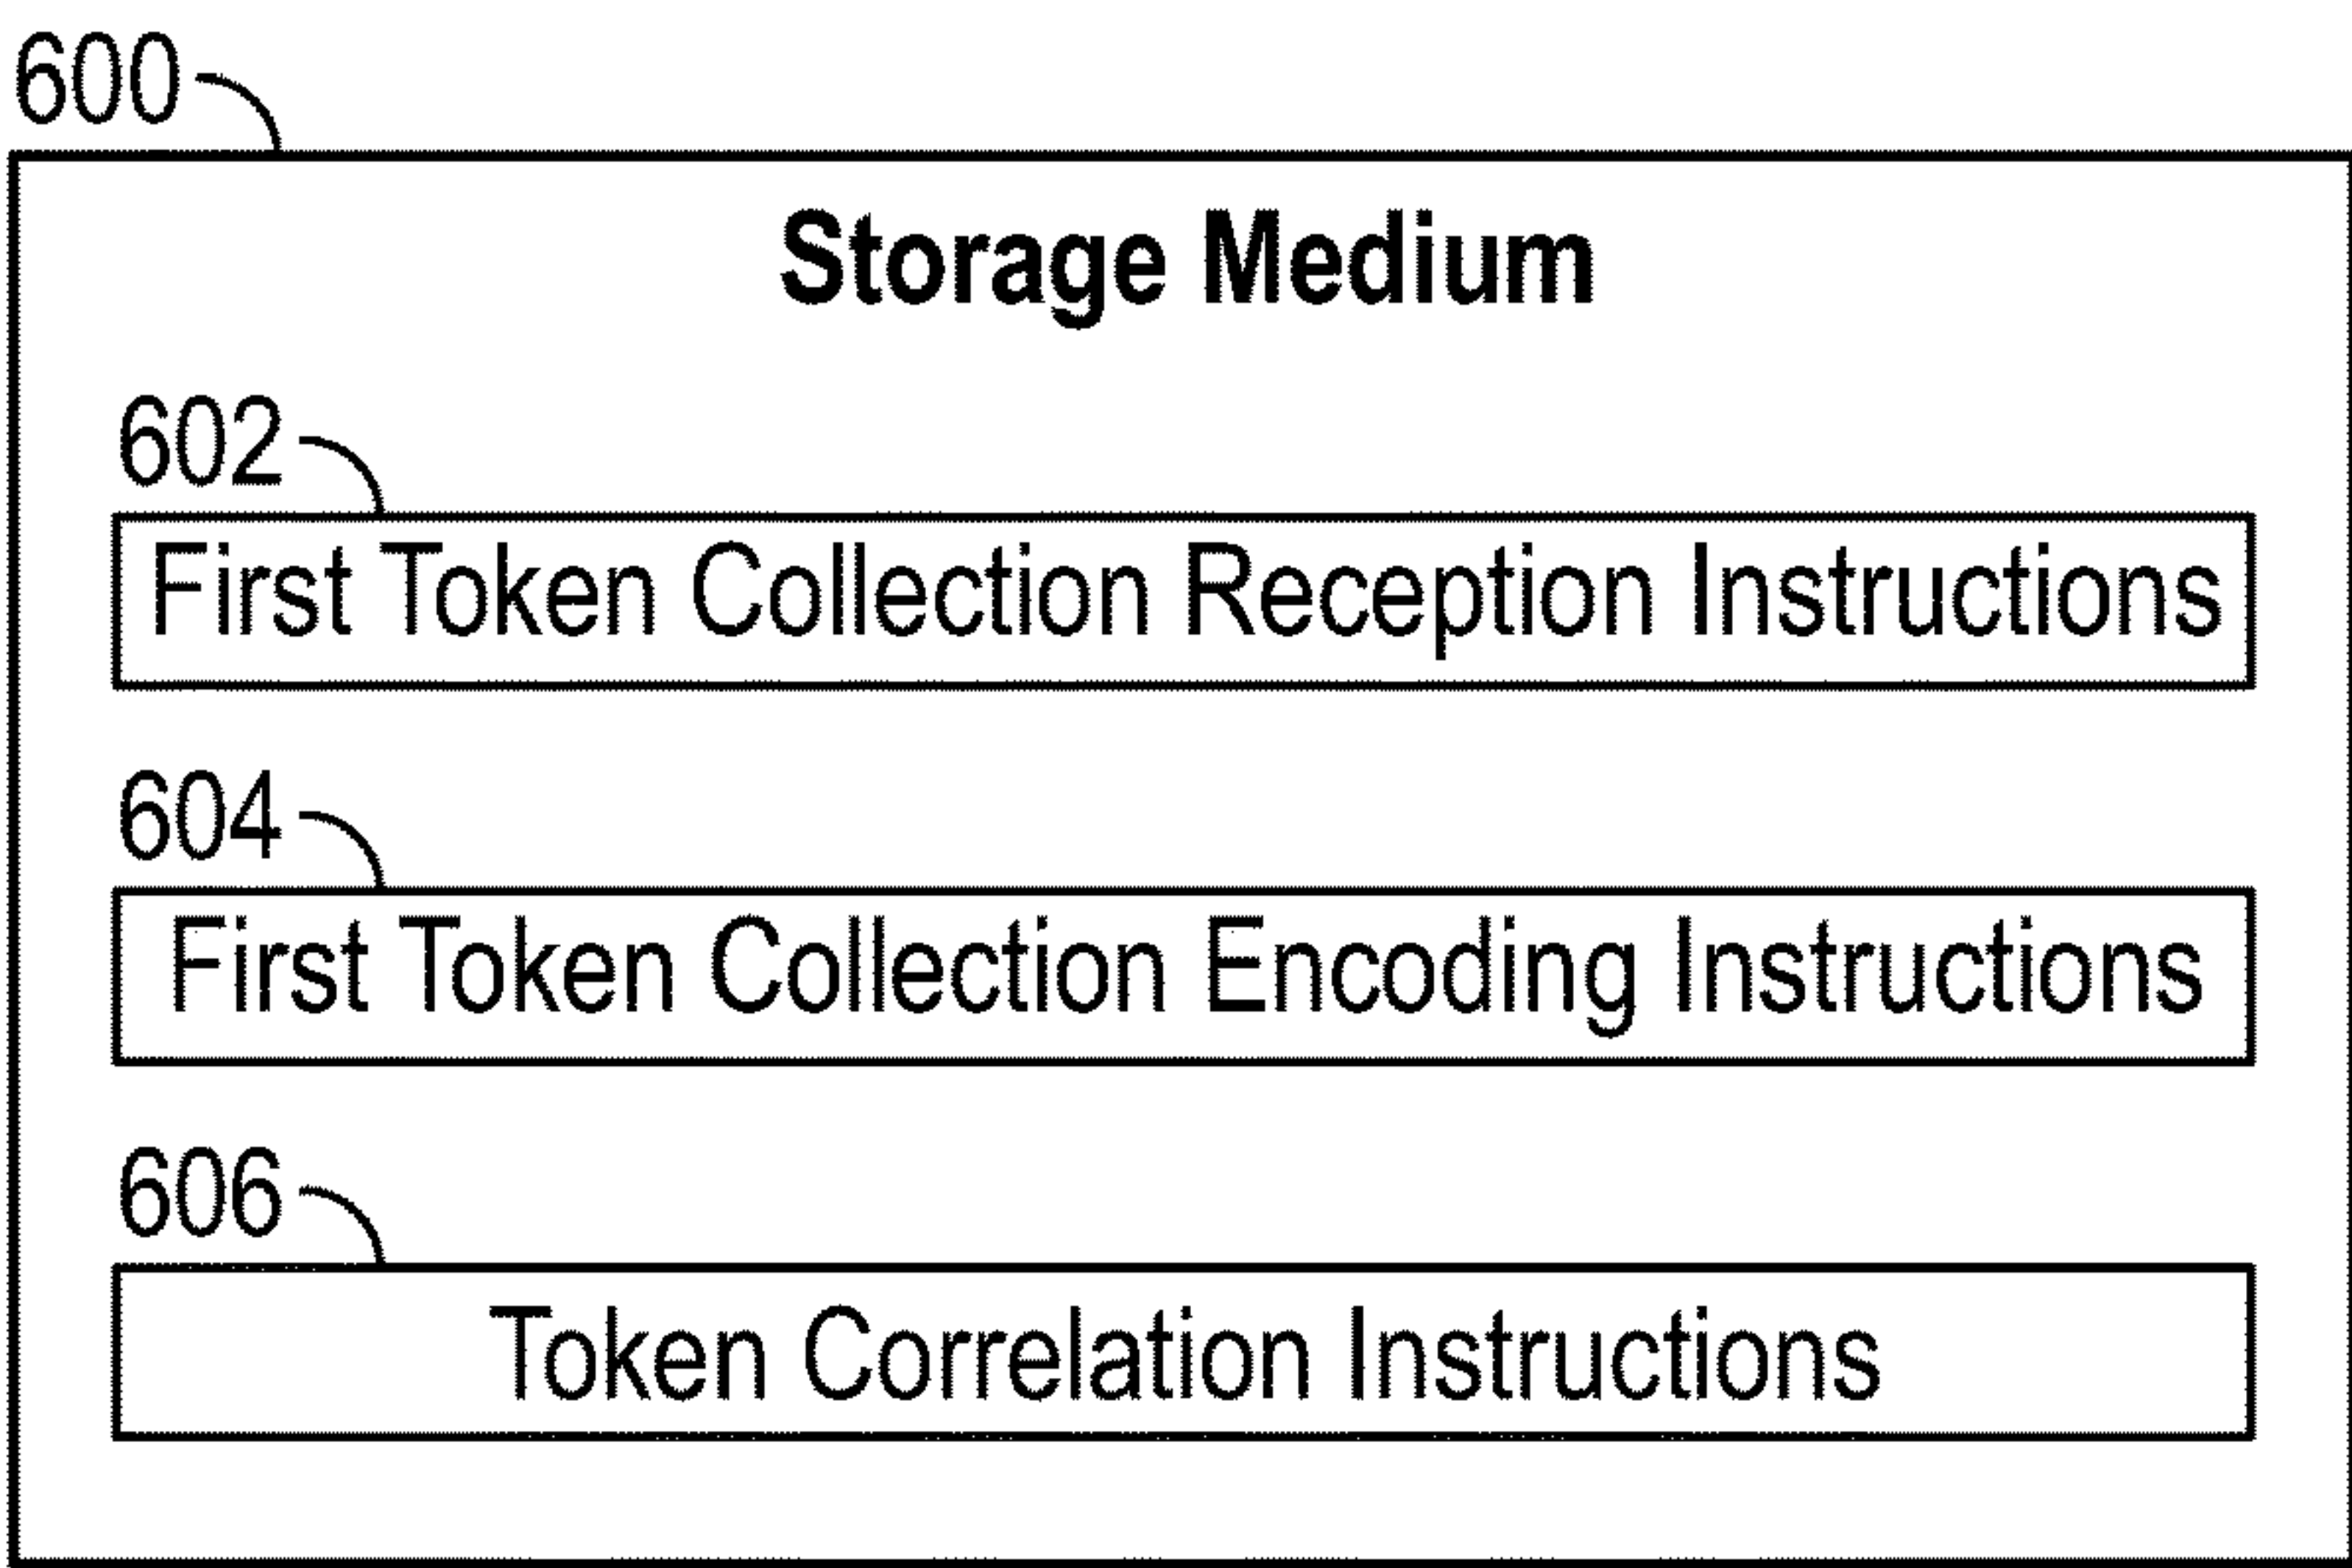 600
Storage Medium
602
First Token Collection Reception Instructions
604
First Token Collection Encoding Instructions
606
Token Correlation Instructions